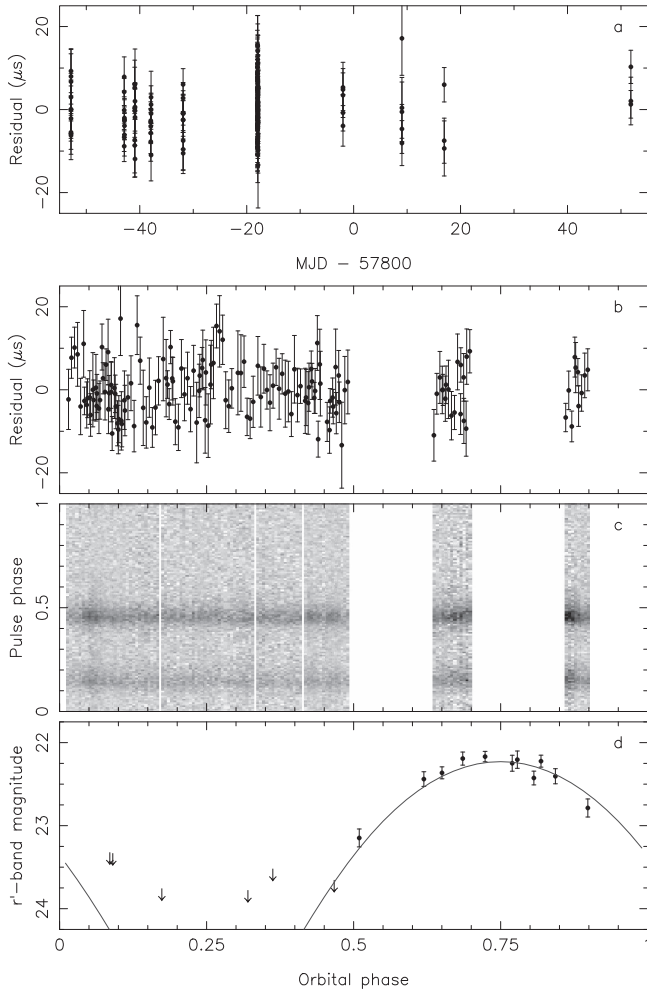 a
20
0
−20
Residual (μs)
−40
−20
0
20
40
MJD − 57800
b
20
0
−20
Residual (μs)
c
1
0.5
0
Pulse phase
d
22
23
24
r'-band magnitude
0
0.25
0.5
0.75
1
Orbital phase